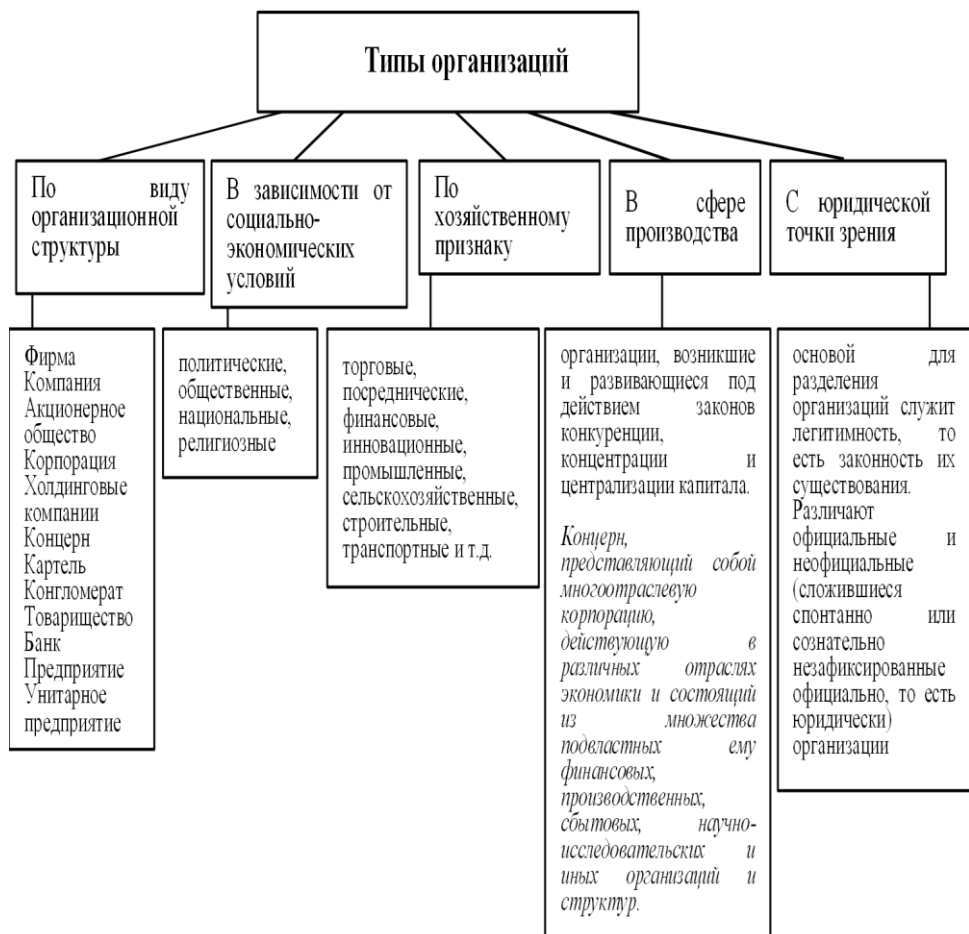 Типы организаций
По виду
организационной
структуры
В зависимости от
социально-
экономических
условий
По
хозяйственному
признаку
В сфере
производства
С юридической
точки зрения
Фирма
Компания
Акционерное
общество
Корпорация
Холдинговые
компании
Концерн
Картель
Конгломерат
Товарищество
Банк
Предприятие
Унитарное
предприятие
политические,
общественные,
национальные,
религиозные
торговые,
посреднические,
финансовые,
инновационные,
промышленные,
сельскохозяйственные,
строительные,
транспортные и т.д.
организации, возникшие
и развивающиеся под
действием законов
конкуренции,
концентрации и
централизации капитала.
Концерн,
представляющий собой
многоотраслевую
корпорацию,
действующую в
различных отраслях
экономики и состоящий
из множества
подвластных ему
финансовых,
производственных,
сбытовых, научно-
исследовательских и
иных организаций и
структур.
основой для
разделения
организаций служит
легитимность, то
есть законность их
существования.
Различают
официальные и
неофициальные
(сложившиеся
спонтанно или
сознательно
незафиксированные
официально, то есть
юридически)
организации